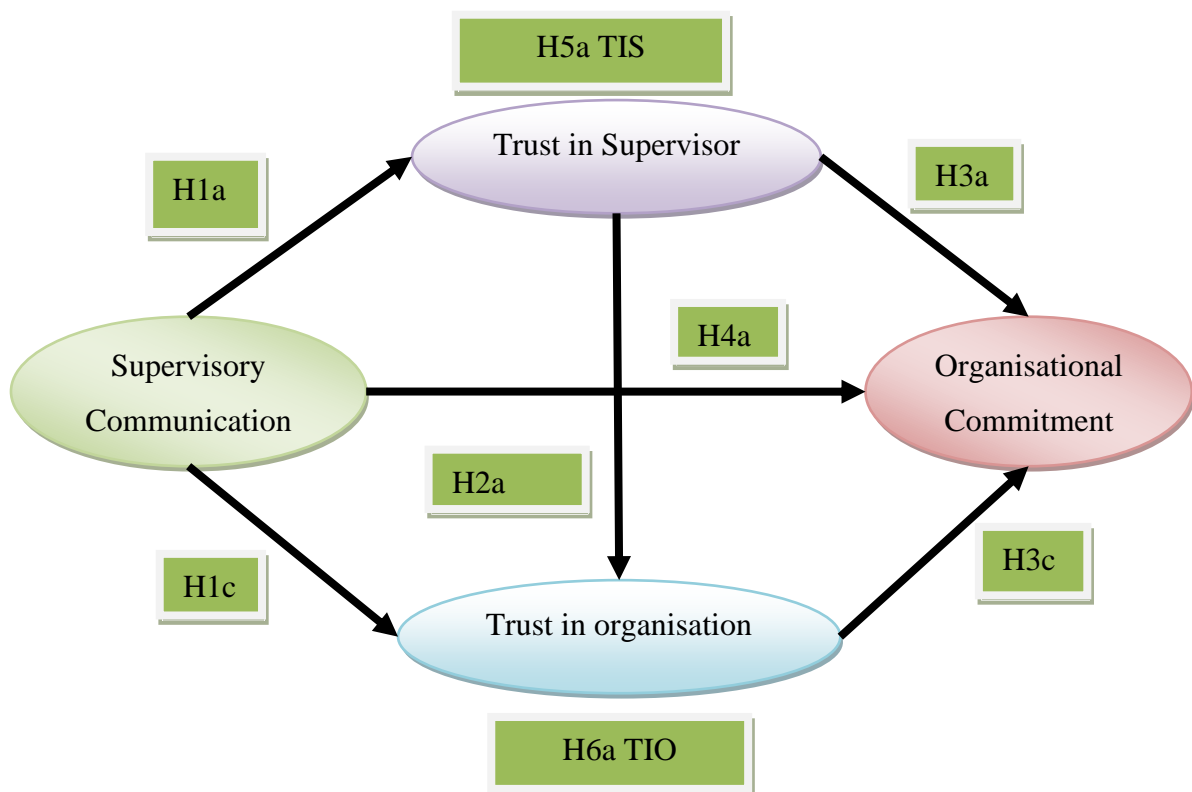 H5a TIS
Trust in Supervisor
H1a
H3a
H4a
Supervisory
Communication
Organisational
Commitment
H2a
H1c
H3c
Trust in organisation
H6a TIO